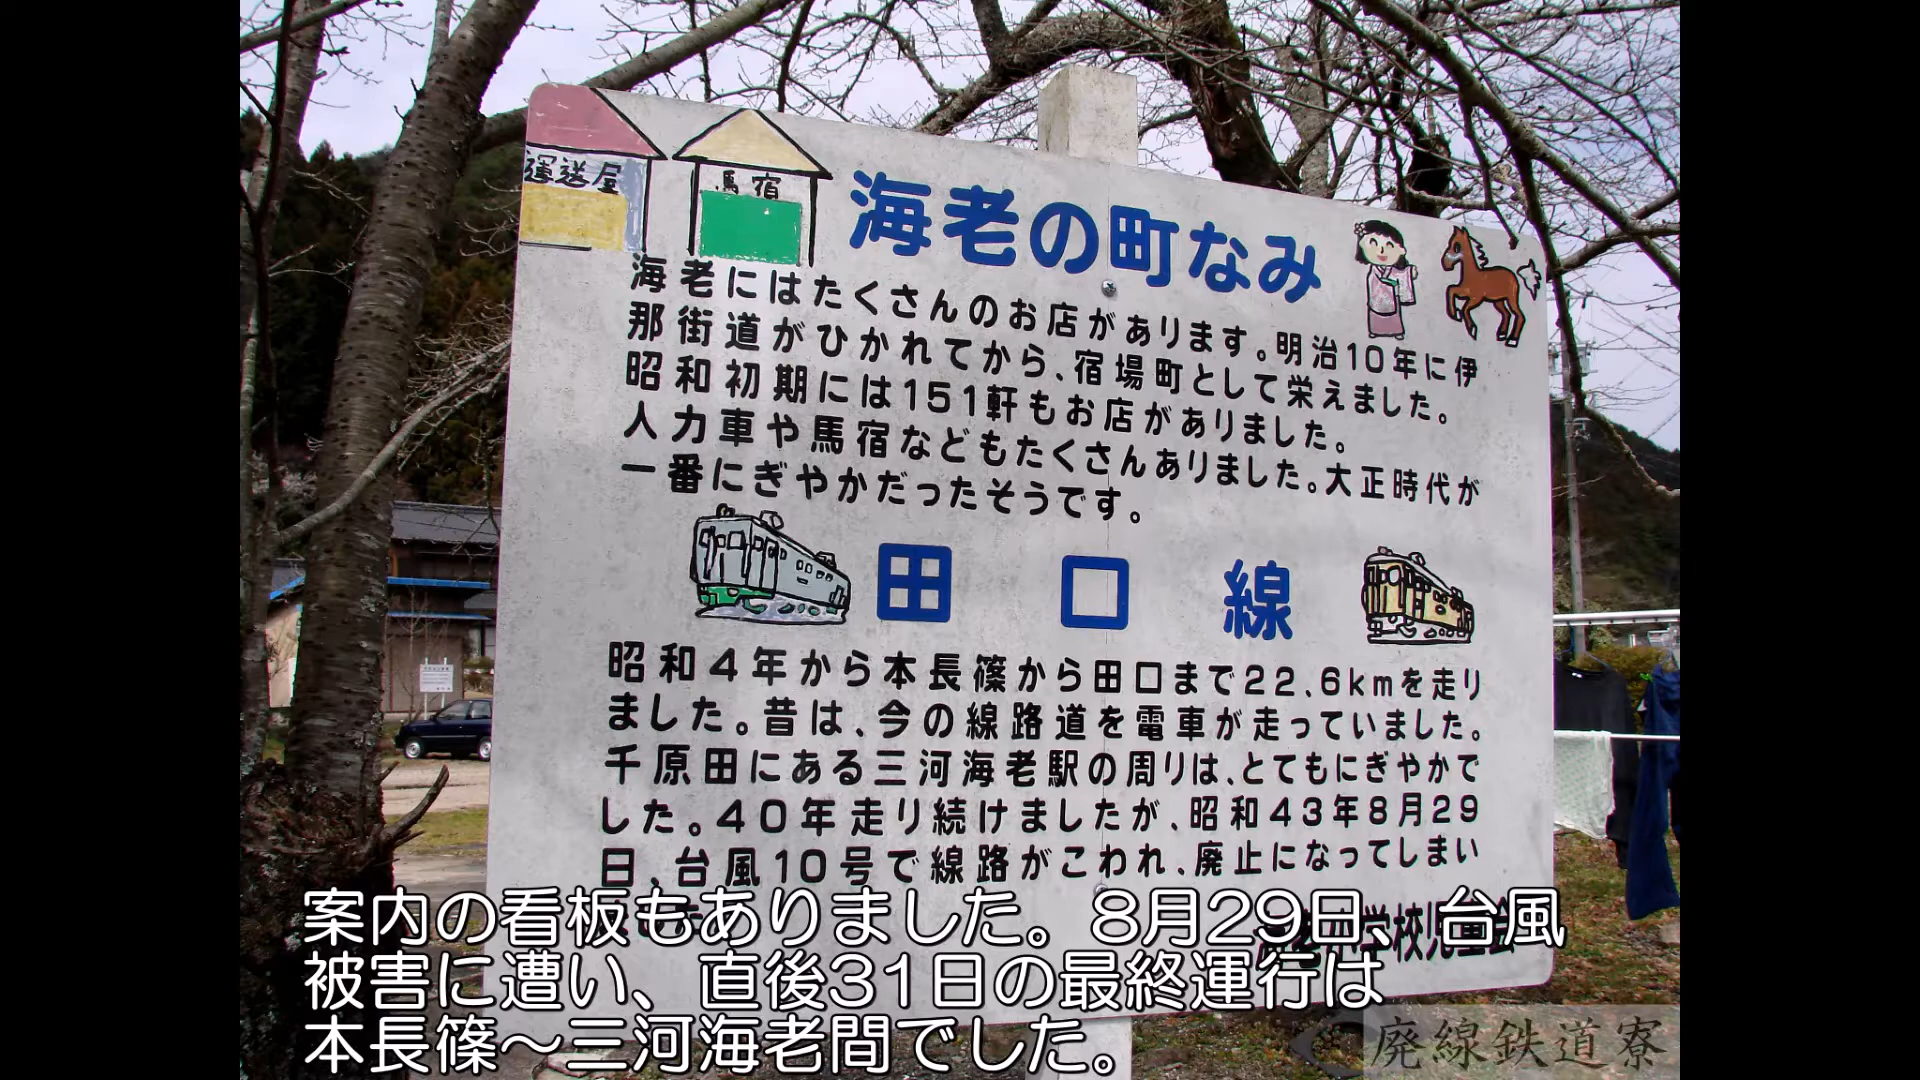 運送屋
馬宿
海老の町なみ
海老にはたくさんのお店があります。明治10年に伊
那街道がひかれてから、宿場町として栄えました。
昭和初期には151軒もお店がありました。
人力車や馬宿などもたくさんありました。大正時代が
一番にぎやかだったそうです。
田口線
昭和4年から本長篠から田口まで22.6kmを走り
ました。昔は、今の線路道を電車が走っていました。
千原田にある三河海老駅の周りは、とてもにぎやかで
した。40年走り続けましたが、昭和43年8月29
日、台風10号で線路がこわれ、廃止になってしまい
学校児童会
案内の看板もありました。8月29日、台風
被害に遭い、直後31日の最終運行は
本長篠～三河海老間でした。
廃線鉄道寮